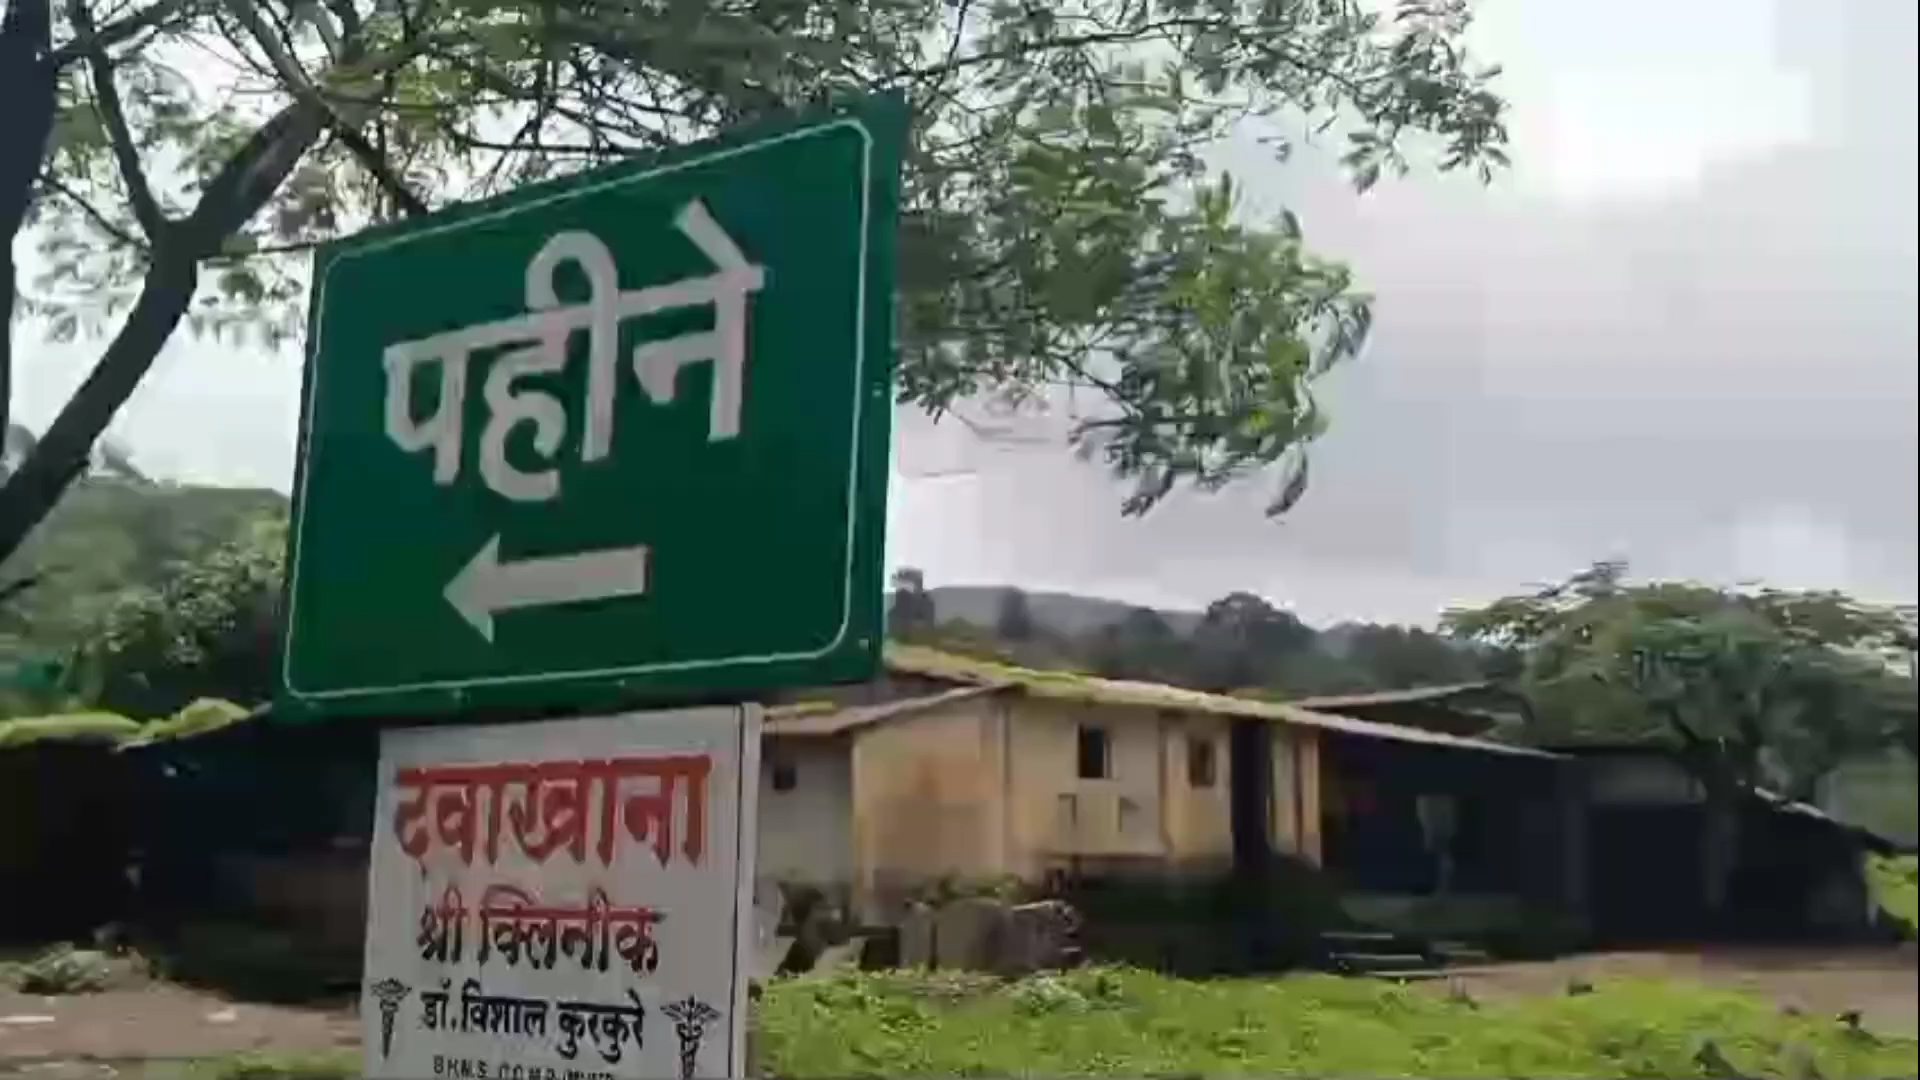 पहीने
दवाखाना
श्री क्लिनीक
डॉ.विशाल कुरकुरे
B.H.M.S.